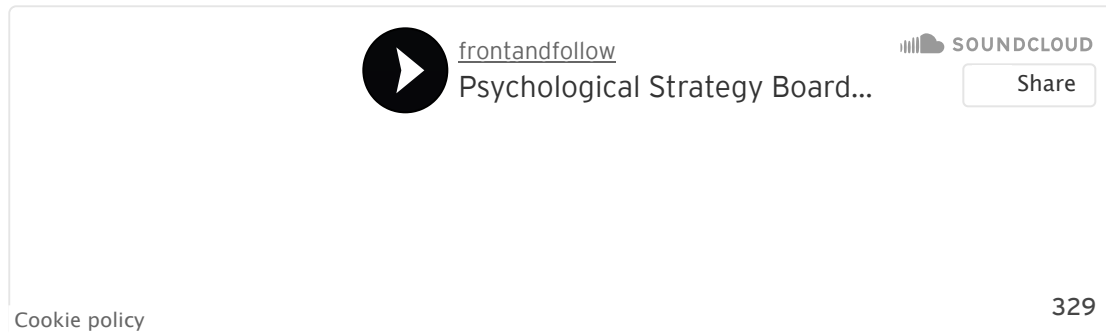 frontandfollow
SOUNDCLOUD
Psychological Strategy Board...
Share
329
Cookie policy